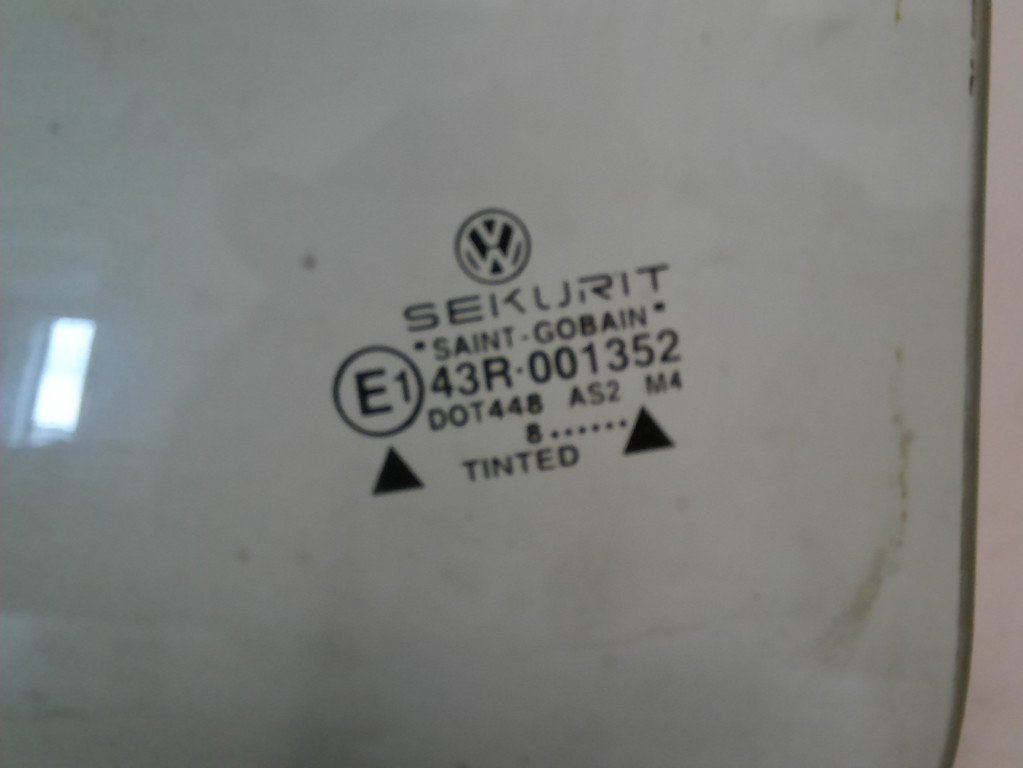 SEKURIT
•SAINT-GOBAIN•
E1 43R-001352
DOT448 AS2 M4
8••••••
TINTED